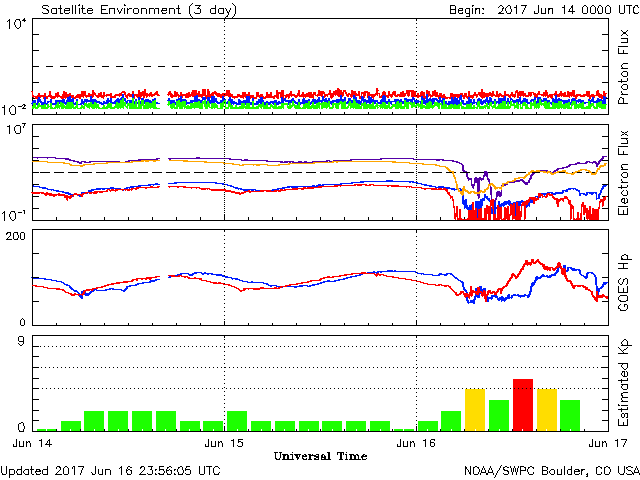 Satellite Environment (3 day)
Begin: 2017 Jun 14 0000 UTC
10^4
10^-2
Proton Flux
10^7
10^-1
Electron Flux
200
0
GOES Hp
9
0
Estimated Kp
Jun 14
Jun 15
Jun 16
Jun 17
Universal Time
Updated 2017 Jun 16 23:56:05 UTC
NOAA/SWPC Boulder, CO USA